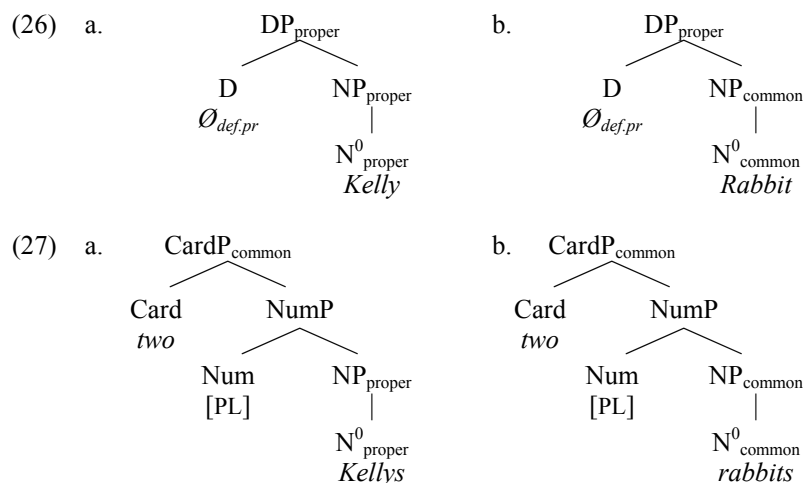 (26) a. DPproper b. DPproper
D NPproper D NPcommon
Ødef.pr Ødef.pr
N0proper N0common
Kelly Rabbit
(27) a. CardPcommon b. CardPcommon
Card NumP Card NumP
two two
Num NPproper Num NPcommon
[PL] [PL]
N0proper N0common
Kellys rabbits